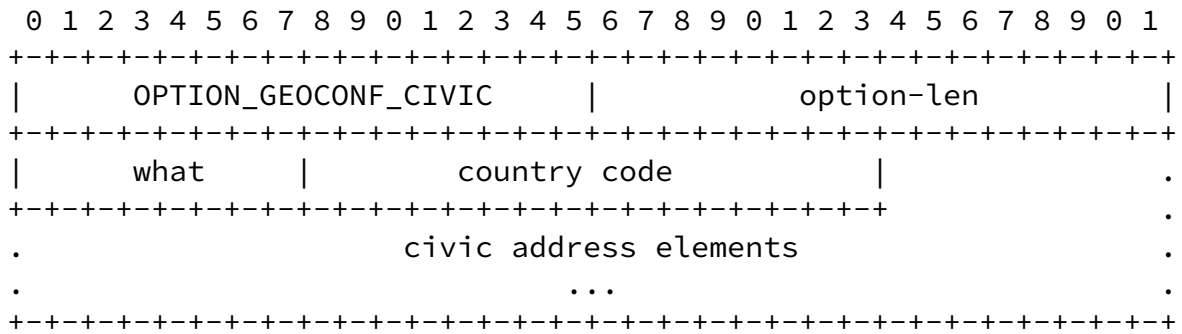 0 1 2 3 4 5 6 7 8 9 0 1 2 3 4 5 6 7 8 9 0 1 2 3 4 5 6 7 8 9 0 1
+-+-+-+-+-+-+-+-+-+-+-+-+-+-+-+-+-+-+-+-+-+-+-+-+-+-+-+-+-+-+-+-+
|      OPTION_GEOCONF_CIVIC     |           option-len          |
+-+-+-+-+-+-+-+-+-+-+-+-+-+-+-+-+-+-+-+-+-+-+-+-+-+-+-+-+-+-+-+-+
|      what     |        country code           |               .
+-+-+-+-+-+-+-+-+-+-+-+-+-+-+-+-+-+-+-+-+-+-+-+-+               .
.                     civic address elements                    .
.                              ...                              .
+-+-+-+-+-+-+-+-+-+-+-+-+-+-+-+-+-+-+-+-+-+-+-+-+-+-+-+-+-+-+-+-+